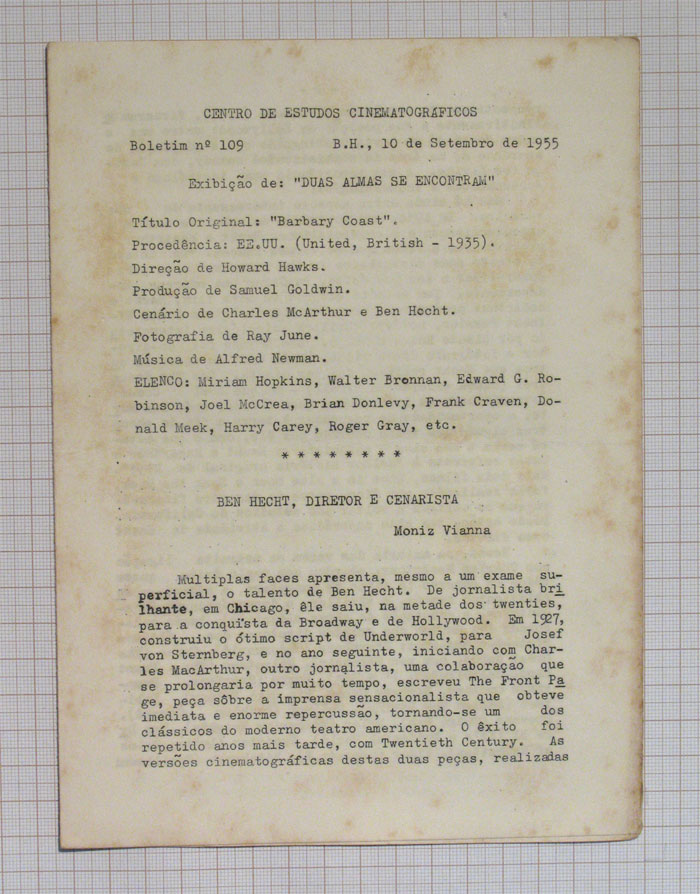 CENTRO DE ESTUDOS CINEMATOGRÁFICOS
Boletim nº 109 B.H., 10 de Setembro de 1955
Exibição de: "DUAS ALMAS SE ENCONTRAM"
Título Original: "Barbary Coast".
Procedência: EE.UU. (United, British - 1935).
Direção de Howard Hawks.
Produção de Samuel Goldwin.
Cenário de Charles McArthur e Ben Hecht.
Fotografia de Ray June.
Música de Alfred Newman.
ELENCO: Miriam Hopkins, Walter Brennan, Edward G. Ro-
binson, Joel McCrea, Brian Donlevy, Frank Craven, Do-
nald Meek, Harry Carey, Roger Gray, etc.
* * * * * * * *
BEN HECHT, DIRETOR E CENARISTA
Moniz Vianna
Multiplas faces apresenta, mesmo a um exame su-
perficial, o talento de Ben Hecht. De jornalista bri
lhante, em Chicago, êle saiu, na metade dos twenties,
para a conquista da Broadway e de Hollywood. Em 1927,
construiu o ótimo script de Underworld, para Josef
von Sternberg, e no ano seguinte, iniciando com Char-
les MacArthur, outro jornalista, uma colaboração que
se prolongaria por muito tempo, escreveu The Front Pa
ge, peça sôbre a imprensa sensacionalista que obteve
imediata e enorme repercussão, tornando-se um dos
clássicos do moderno teatro americano. O êxito foi
repetido anos mais tarde, com Twentieth Century. As
versões cinematográficas destas duas peças, realizadas